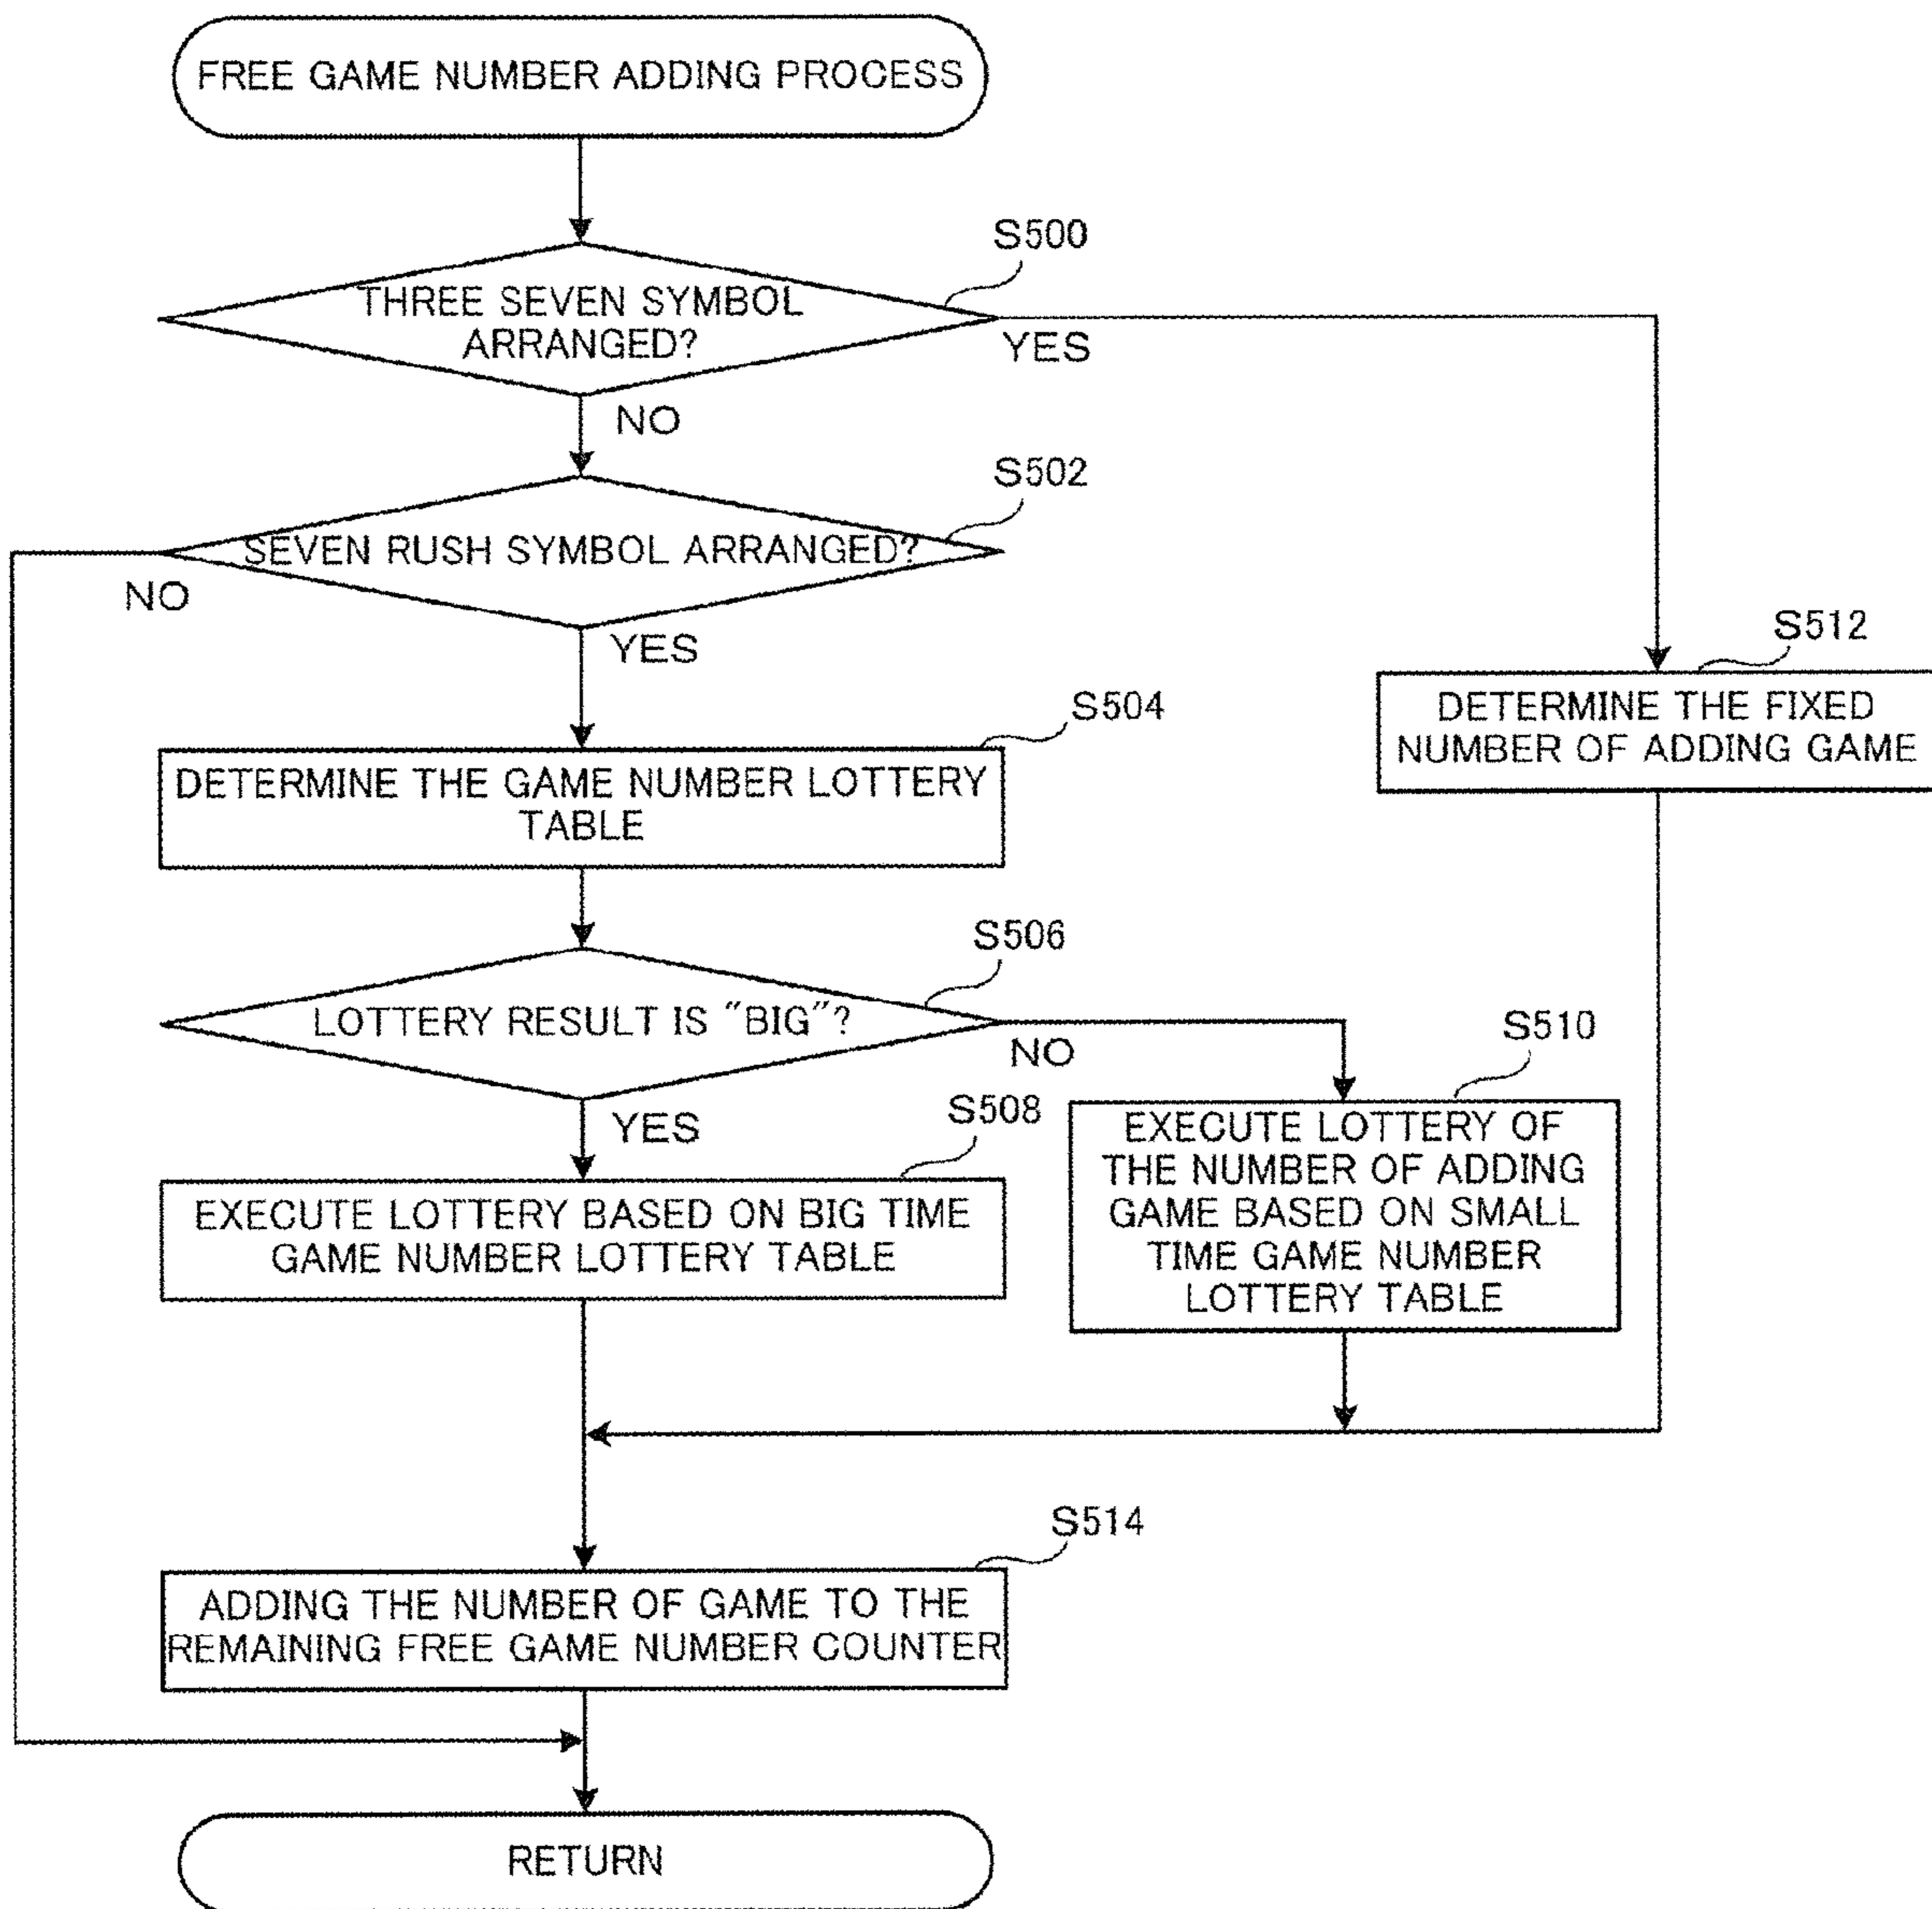 FREE GAME NUMBER ADDING PROCESS
S500
THREE SEVEN SYMBOL
ARRANGED?
YES
NO
S502
SEVEN RUSH SYMBOL ARRANGED?
NO
YES
S512
DETERMINE THE FIXED
NUMBER OF ADDING GAME
S504
DETERMINE THE GAME NUMBER LOTTERY
TABLE
S506
LOTTERY RESULT IS "BIG"?
NO
YES
S510
EXECUTE LOTTERY OF
THE NUMBER OF ADDING
GAME BASED ON SMALL
TIME GAME NUMBER
LOTTERY TABLE
S508
EXECUTE LOTTERY BASED ON BIG TIME
GAME NUMBER LOTTERY TABLE
S514
ADDING THE NUMBER OF GAME TO THE
REMAINING FREE GAME NUMBER COUNTER
RETURN